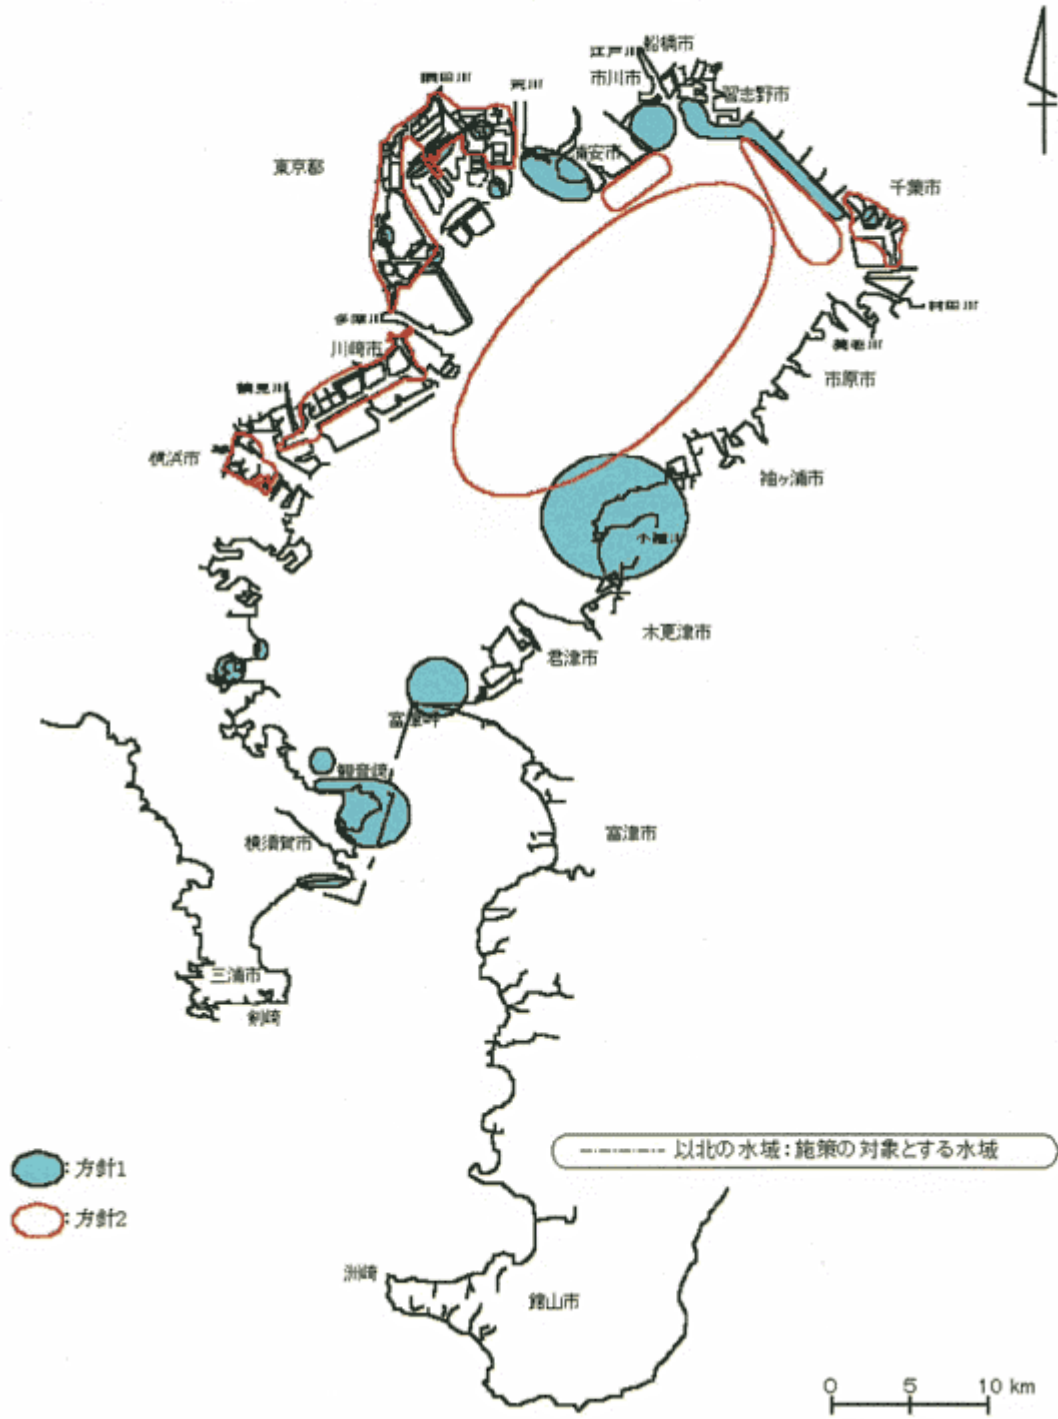 船橋市
江戸川
市川市
習志野市
隅田川
荒川
浦安市
東京都
千葉市
村田川
多摩川
養老川
川崎市
市原市
鶴見川
横浜市
袖ヶ浦市
小櫃川
木更津市
君津市
富津岬
観音崎
富津市
横須賀市
三浦市
剣崎
以北の水域：施策の対象とする水域
：方針1
：方針2
洲崎
館山市
0 5 10 km